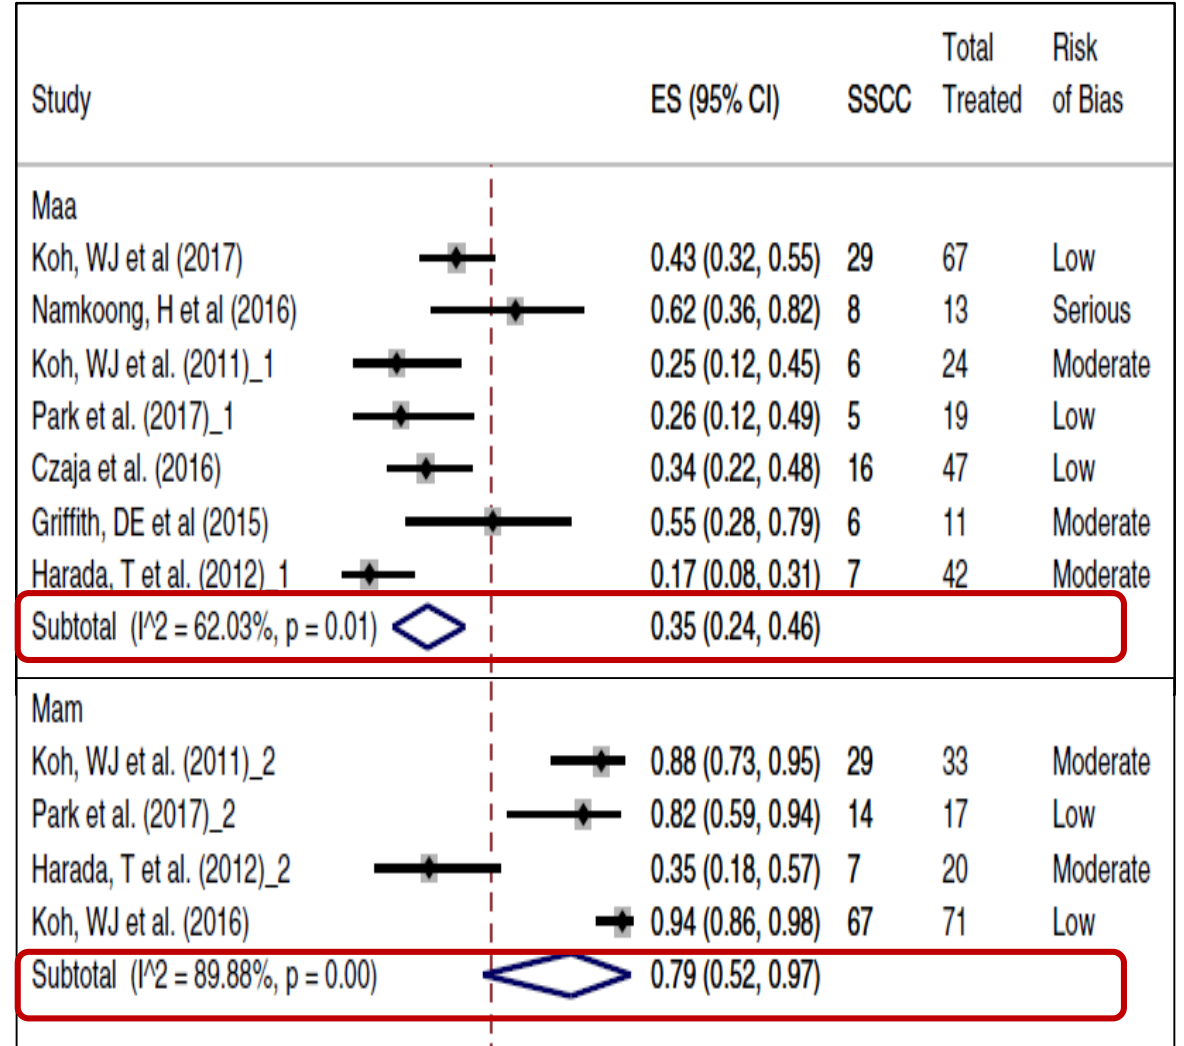 Study ES (95% CI) SSCC Total Treated Risk of Bias
Maa
Koh, WJ et al (2017) 0.43 (0.32, 0.55) 29 67 Low
Namkoong, H et al (2016) 0.62 (0.36, 0.82) 8 13 Serious
Koh, WJ et al. (2011)_1 0.25 (0.12, 0.45) 6 24 Moderate
Park et al. (2017)_1 0.26 (0.12, 0.49) 5 19 Low
Czaja et al. (2016) 0.34 (0.22, 0.48) 16 47 Low
Griffith, DE et al (2015) 0.55 (0.28, 0.79) 6 11 Moderate
Harada, T et al. (2012)_1 0.17 (0.08, 0.31) 7 42 Moderate
Subtotal (I^2 = 62.03%, p = 0.01) 0.35 (0.24, 0.46)
Mam
Koh, WJ et al. (2011)_2 0.88 (0.73, 0.95) 29 33 Moderate
Park et al. (2017)_2 0.82 (0.59, 0.94) 14 17 Low
Harada, T et al. (2012)_2 0.35 (0.18, 0.57) 7 20 Moderate
Koh, WJ et al. (2016) 0.94 (0.86, 0.98) 67 71 Low
Subtotal (I^2 = 89.88%, p = 0.00) 0.79 (0.52, 0.97)